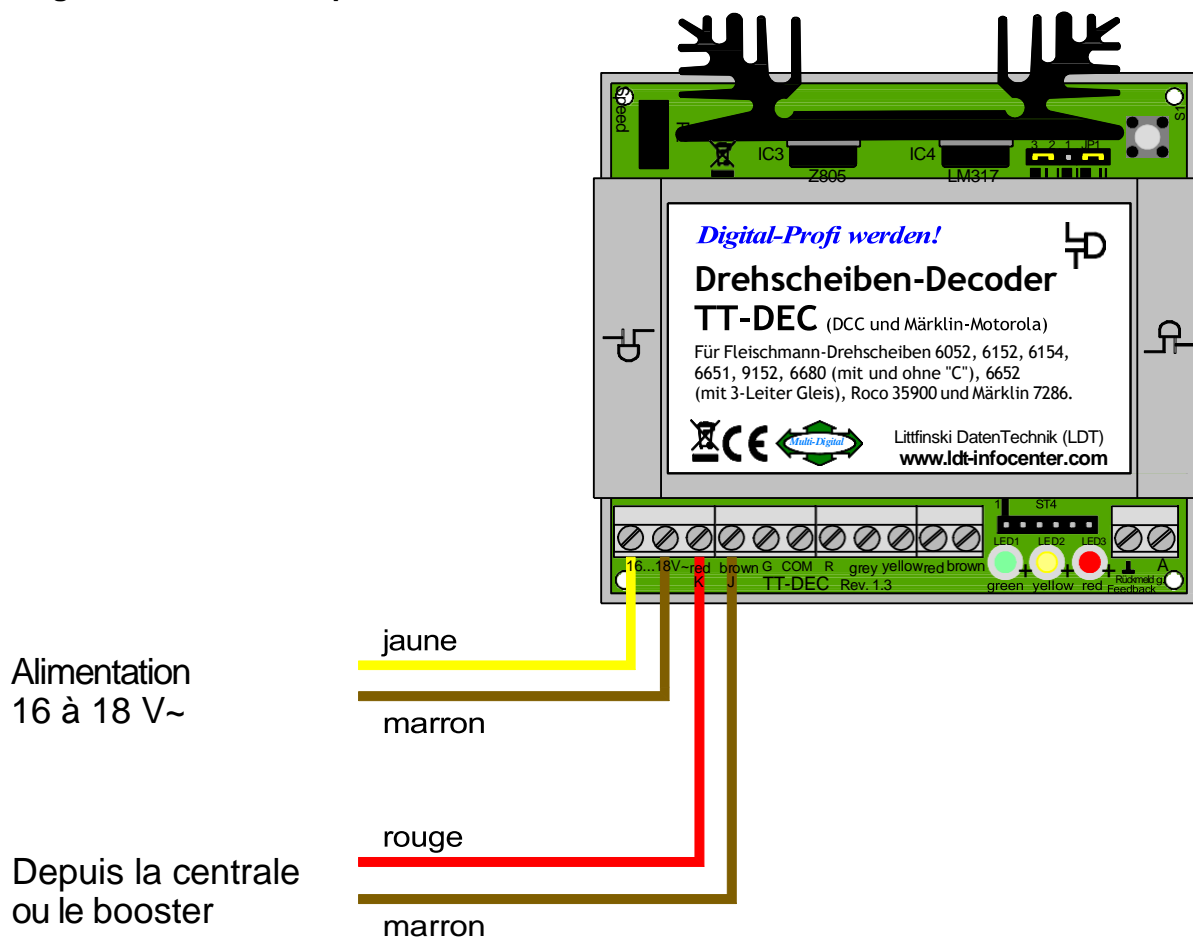 Speed
S1
IC3
IC4
3 2 1 JP1
Z805
LM317
Digital-Profi werden!
Drehscheiben-Decoder
TT-DEC (DCC und Märklin-Motorola)
Für Fleischmann-Drehscheiben 6052, 6152, 6154,
6651, 9152, 6680 (mit und ohne "C"), 6652
(mit 3-Leiter Gleis), Roco 35900 und Märklin 7286.
CE
Multi-Digital
Littfinski DatenTechnik (LDT)
www.ldt-infocenter.com
1
ST4
LED1 LED2 LED3
16...18V~ red brown G COM R grey yellow red brown
K J TT-DEC Rev. 1.3
+ + +
green yellow red
A
Feedback
jaune
Alimentation
16 à 18 V~
marron
rouge
Depuis la centrale
ou le booster
marron